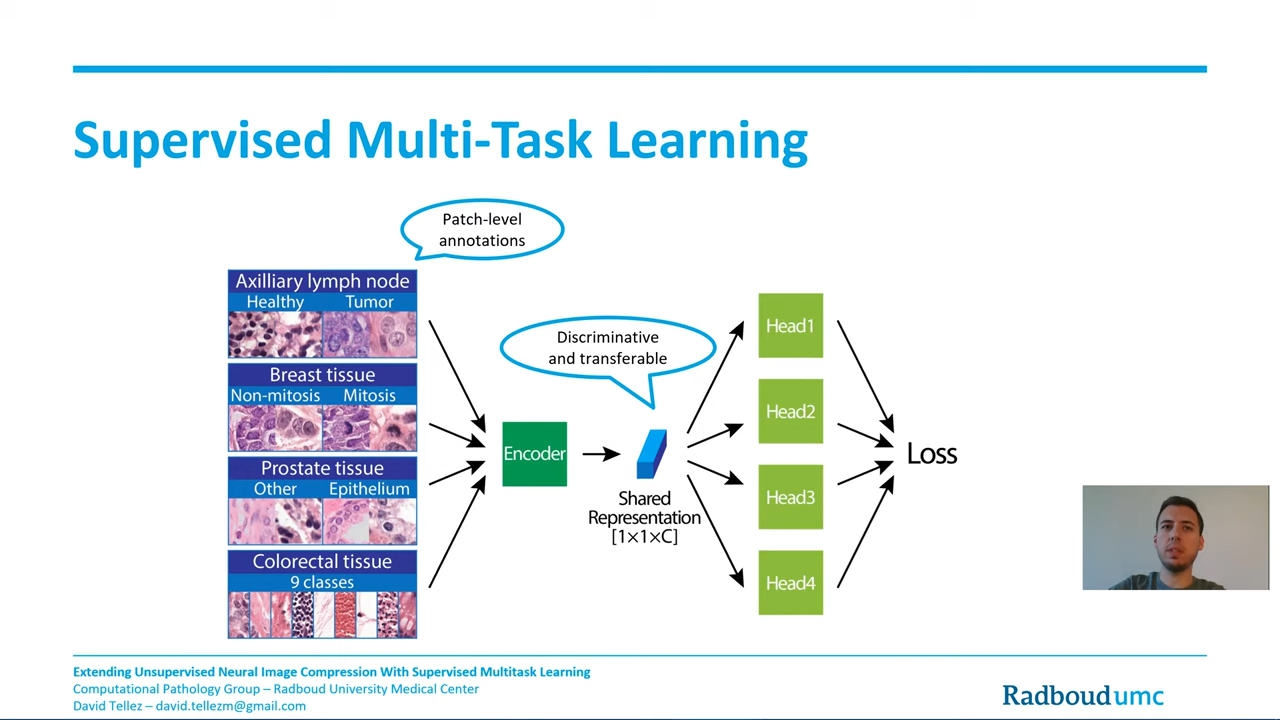 Supervised Multi-Task Learning
Patch-level
annotations
Axilliary lymph node
Healthy Tumor
Breast tissue
Non-mitosis Mitosis
Prostate tissue
Other Epithelium
Colorectal tissue
9 classes
Encoder
Discriminative
and transferable
Shared
Representation
[1×1×C]
Head1
Head2
Head3
Head4
Loss
Extending Unsupervised Neural Image Compression With Supervised Multitask Learning
Computational Pathology Group – Radboud University Medical Center
David Tellez – david.tellezm@gmail.com
Radboudumc